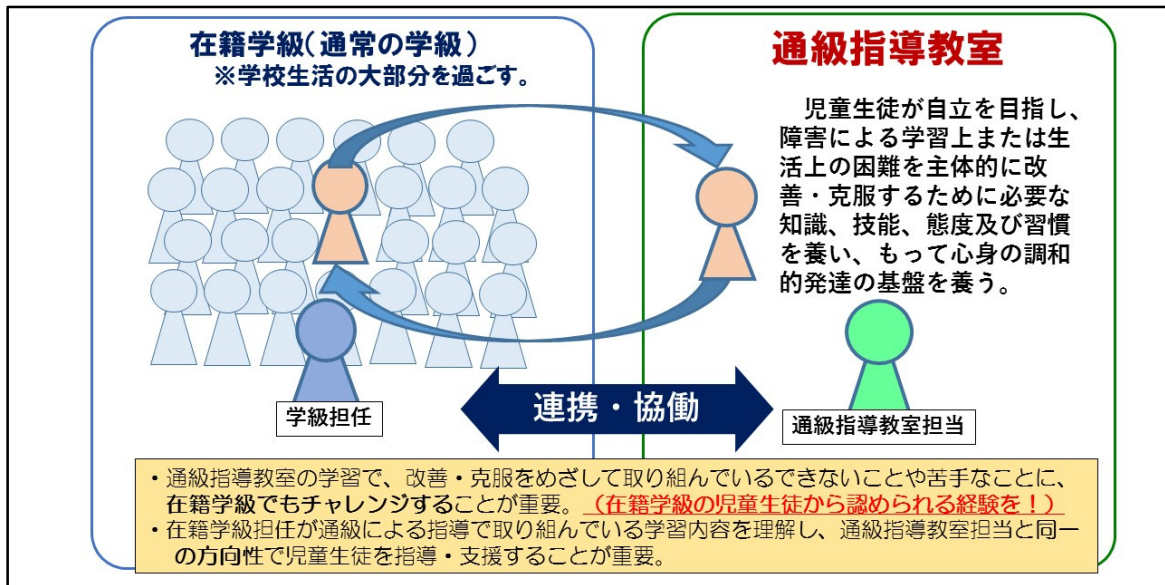 在籍学級(通常の学級)
※学校生活の大部分を過ごす。
通級指導教室
児童生徒が自立を目指し、
障害による学習上または生
活上の困難を主体的に改
善・克服するために必要な
知識、技能、態度及び習慣
を養い、もって心身の調和
的発達の基盤を養う。
学級担任
連携・協働
通級指導教室担当
・通級指導教室の学習で、改善・克服をめざして取り組んでいるできないことや苦手なことに、
在籍学級でもチャレンジすることが重要。（在籍学級の児童生徒から認められる経験を！）
・在籍学級担任が通級による指導で取り組んでいる学習内容を理解し、通級指導教室担当と同一
の方向性で児童生徒を指導・支援することが重要。